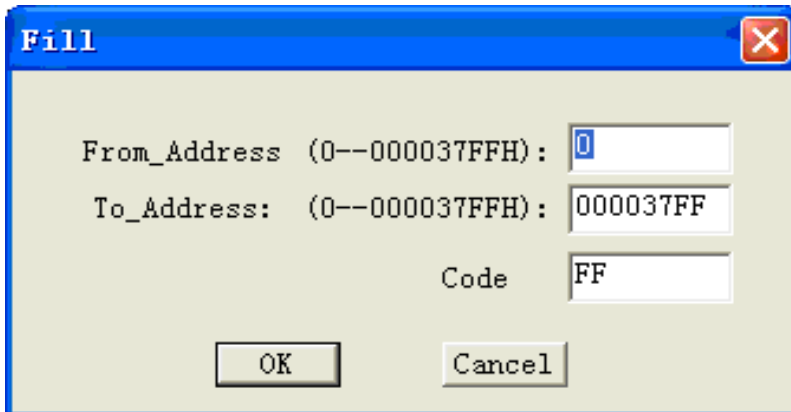 Fill
From_Address (0--000037FFH): 0
To_Address: (0--000037FFH): 000037FF
Code FF
OK Cancel